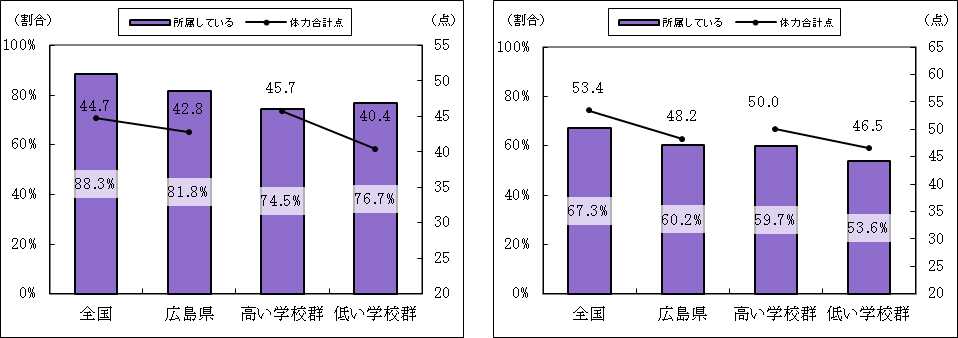 (割合)
所属している
体力合計点
(点)
100%
80%
60%
40%
20%
0%
44.7
42.8
45.7
40.4
88.3%
81.8%
74.5%
76.7%
55
50
45
40
35
30
25
20
全国
広島県
高い学校群
低い学校群
(割合)
所属している
体力合計点
(点)
100%
80%
60%
40%
20%
0%
53.4
48.2
50.0
46.5
67.3%
60.2%
59.7%
53.6%
65
60
55
50
45
40
35
30
25
20
全国
広島県
高い学校群
低い学校群